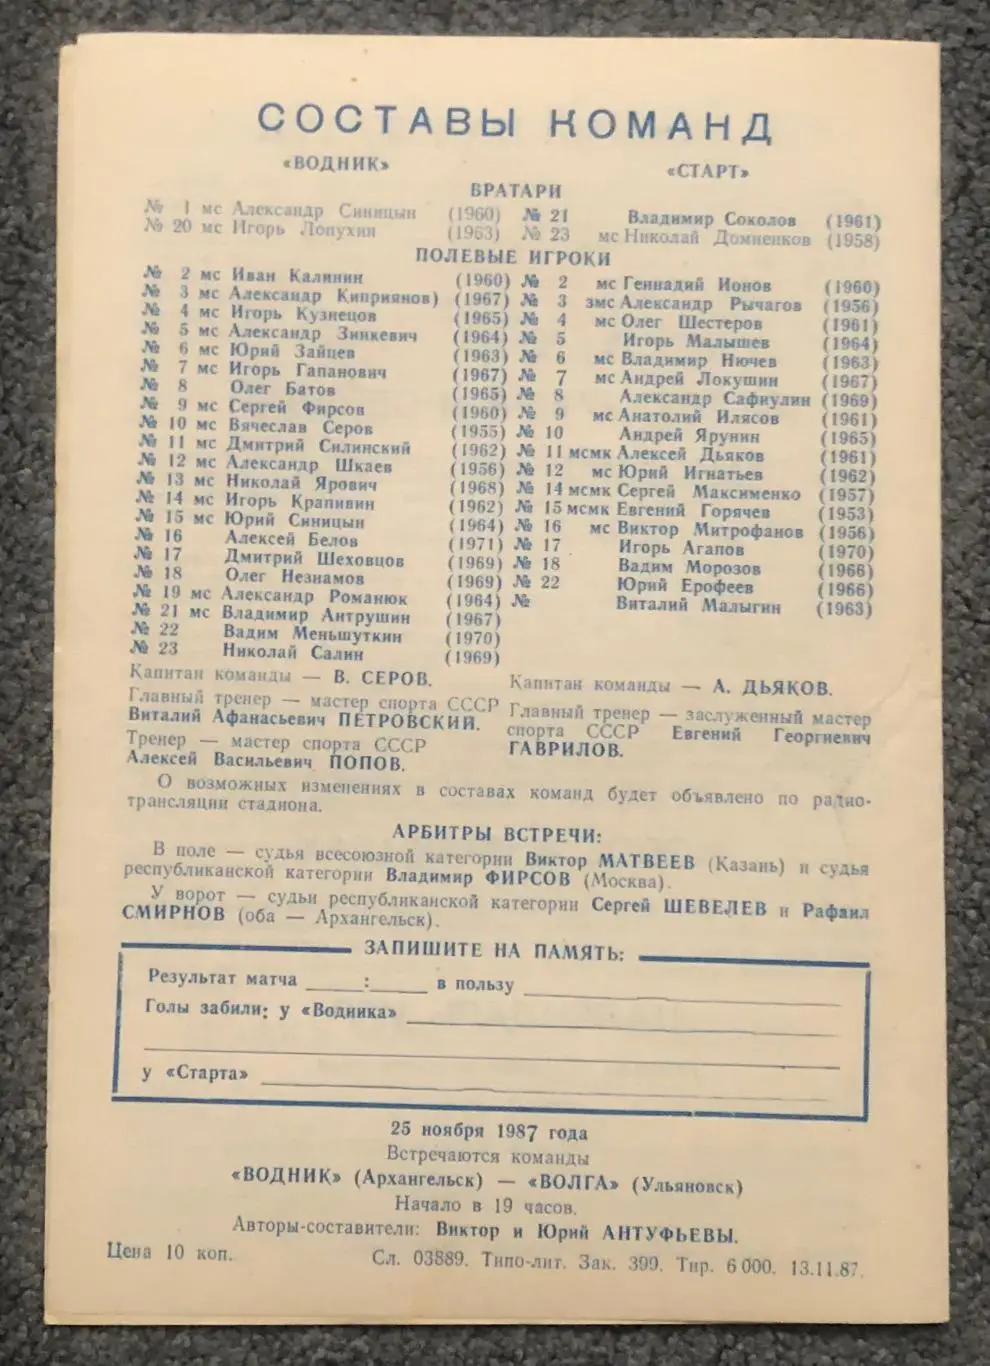 СОСТАВЫ КОМАНД
«ВОДНИК» «СТАРТ»
ВРАТАРИ
№ 1 мс Александр Синицын (1960) № 21 Владимир Соколов (1961)
№ 20 мс Игорь Лопухин (1963) № 23 мс Николай Домненков (1958)
ПОЛЕВЫЕ ИГРОКИ
№ 2 мс Иван Калинин (1960) № 2 мс Геннадий Ионов (1960)
№ 3 мс Александр Киприянов) (1967) № 3 змс Александр Рычагов (1956)
№ 4 мс Игорь Кузнецов (1965) № 4 мс Олег Шестеров (1961)
№ 5 мс Александр Зинкевич (1964) № 5 Игорь Малышев (1964)
№ 6 мс Юрий Зайцев (1963) № 6 мс Владимир Нючев (1963)
№ 7 мс Игорь Гапанович (1967) № 7 мс Андрей Локушин (1967)
№ 8 Олег Батов (1965) № 8 Александр Сафиулин (1969)
№ 9 мс Сергей Фирсов (1960) № 9 мс Анатолий Илясов (1961)
№ 10 мс Вячеслав Серов (1955) № 10 Андрей Ярунин (1965)
№ 11 мс Дмитрий Силинский (1962) № 11 мсмк Алексей Дьяков (1961)
№ 12 мс Александр Шкаев (1956) № 12 мс Юрий Игнатьев (1962)
№ 13 мс Николай Ярович (1968) № 14 мсмк Сергей Максименко (1957)
№ 14 мс Игорь Крапивин (1962) № 15 мсмк Евгений Горячев (1953)
№ 15 мс Юрий Синицын (1964) № 16 мс Виктор Митрофанов (1956)
№ 16 Алексей Белов (1971) № 17 Игорь Агапов (1970)
№ 17 Дмитрий Шеховцов (1969) № 18 Вадим Морозов (1966)
№ 18 Олег Незнамов (1969) № 22 Юрий Ерофеев (1966)
№ 19 мс Александр Романюк (1964) № Виталий Малыгин (1963)
№ 21 мс Владимир Антрушин (1967)
№ 22 Вадим Меньшуткин (1970)
№ 23 Николай Салин (1969)
Капитан команды — В. СЕРОВ.
Главный тренер — мастер спорта СССР
Виталий Афанасьевич ПЕТРОВСКИЙ.
Тренер — мастер спорта СССР
Алексей Васильевич ПОПОВ.
Капитан команды — А. ДЬЯКОВ.
Главный тренер — заслуженный мастер
спорта СССР Евгений Георгиевич
ГАВРИЛОВ.
О возможных изменениях в составах команд будет объявлено по радио-
трансляции стадиона.
АРБИТРЫ ВСТРЕЧИ:
В поле — судья всесоюзной категории Виктор МАТВЕЕВ (Казань) и судья
республиканской категории Владимир ФИРСОВ (Москва).
У ворот — судьи республиканской категории Сергей ШЕВЕЛЕВ и Рафаил
СМИРНОВ (оба — Архангельск).
ЗАПИШИТЕ НА ПАМЯТЬ:
Результат матча _____:_____ в пользу
Голы забили: у «Водника»
у «Старта»
25 ноября 1987 года
Встречаются команды
«ВОДНИК» (Архангельск) — «ВОЛГА» (Ульяновск)
Начало в 19 часов.
Авторы-составители: Виктор и Юрий АНТУФЬЕВЫ.
Цена 10 коп. Сл. 03889. Типо-лит. Зак. 399. Тир. 6 000. 13.11.87.